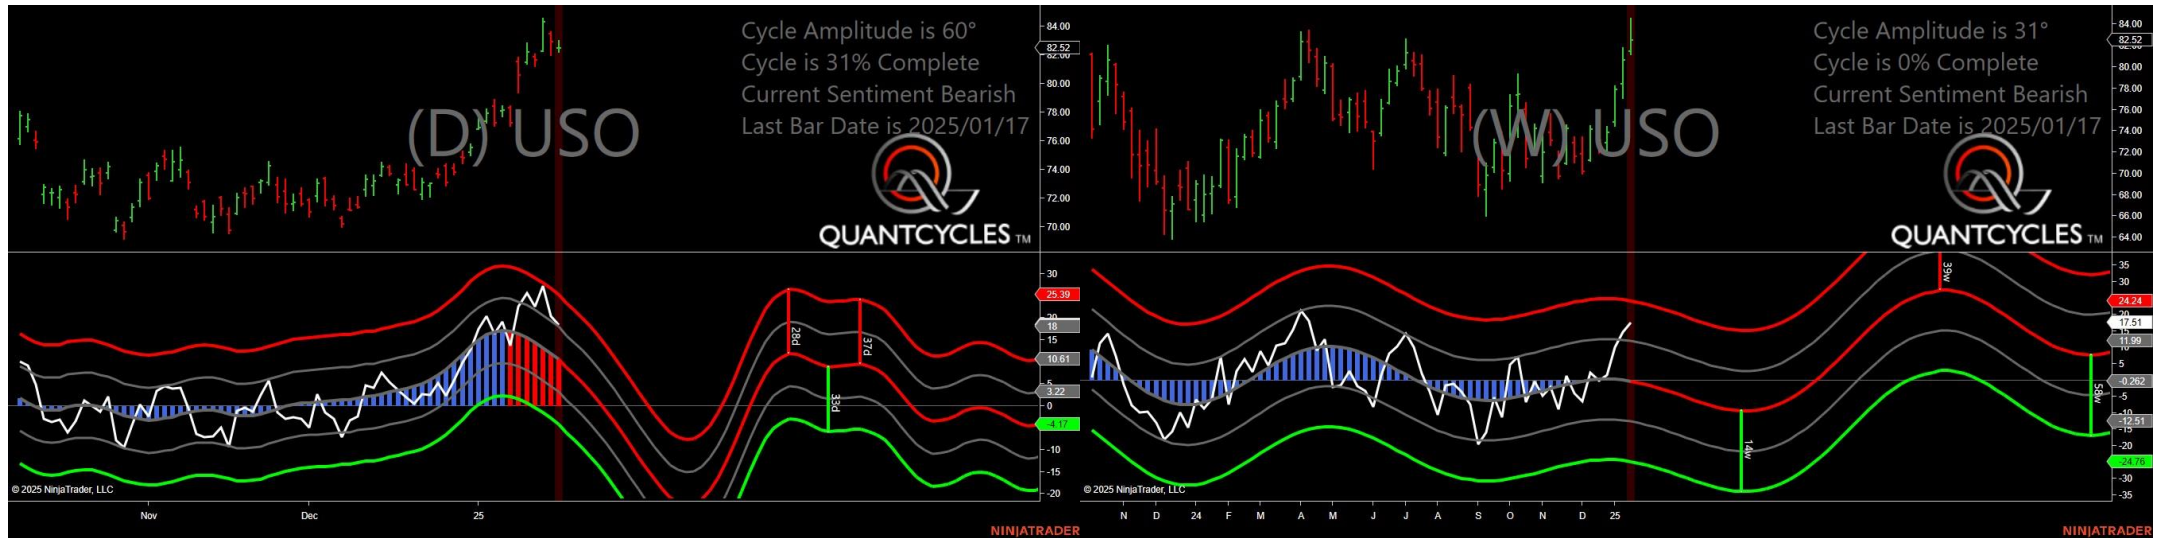 Cycle Amplitude is 60°
Cycle is 31% Complete
Current Sentiment Bearish
Last Bar Date is 2025/01/17
(D) USO
QUANTCYCLES TM
84.00
82.52
82.00
80.00
78.00
76.00
74.00
72.00
70.00
30
25.39
20
18
15
10.61
5
3.22
0
-4.17
-10
-15
-20
28d
33d
37d
© 2025 NinjaTrader, LLC
Nov
Dec
25
NINJATRADER
Cycle Amplitude is 31°
Cycle is 0% Complete
Current Sentiment Bearish
Last Bar Date is 2025/01/17
(W) USO
QUANTCYCLES TM
84.00
82.52
80.00
78.00
76.00
74.00
72.00
70.00
68.00
66.00
64.00
35
30
24.24
17.51
15
11.99
5
-0.262
-5
-10
-12.51
-15
-20
-24.76
-30
-35
14w
39w
58w
© 2025 NinjaTrader, LLC
N D 24 F M A M J J A S O N D 25
NINJATRADER